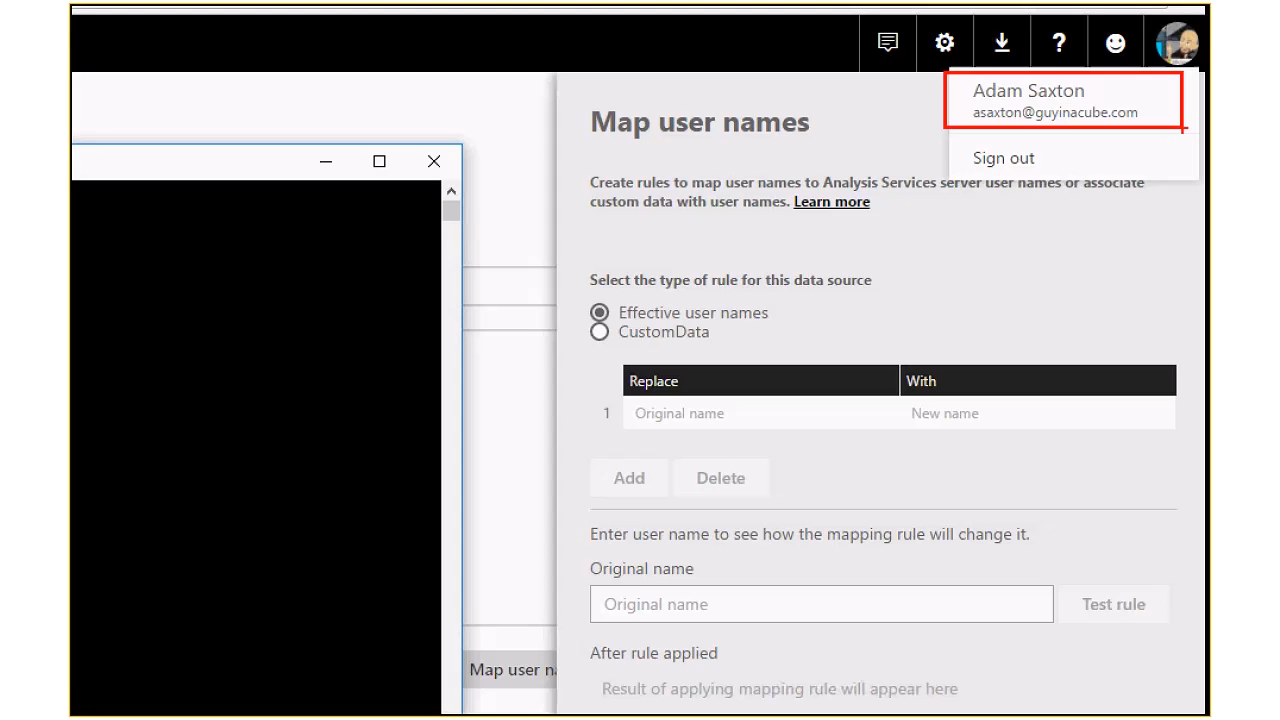 ?
Adam Saxton
asaxton@guyinacube.com
Sign out
Map user names
Create rules to map user names to Analysis Services server user names or associate
custom data with user names. Learn more
Select the type of rule for this data source
Effective user names
CustomData
Replace With
1 Original name New name
Add Delete
Enter user name to see how the mapping rule will change it.
Original name
Original name Test rule
After rule applied
Map user na
Result of applying mapping rule will appear here